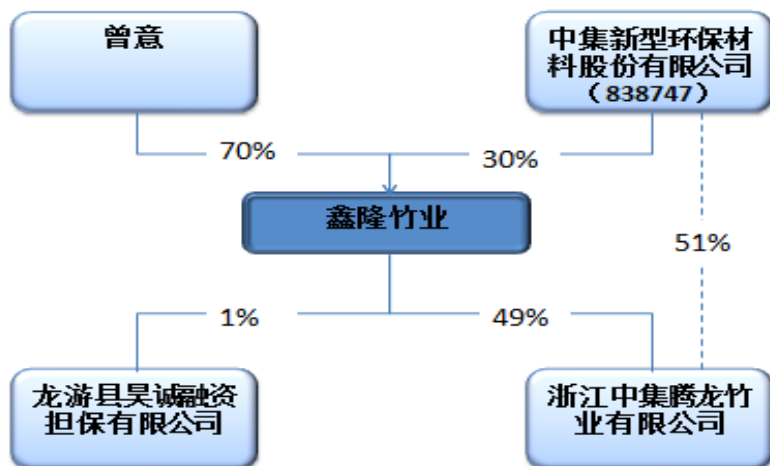 曾意
中集新型环保材
料股份有限公司
（838747）
70%
30%
鑫隆竹业
51%
1%
49%
龙游县昊诚融资
担保有限公司
浙江中集腾龙竹
业有限公司